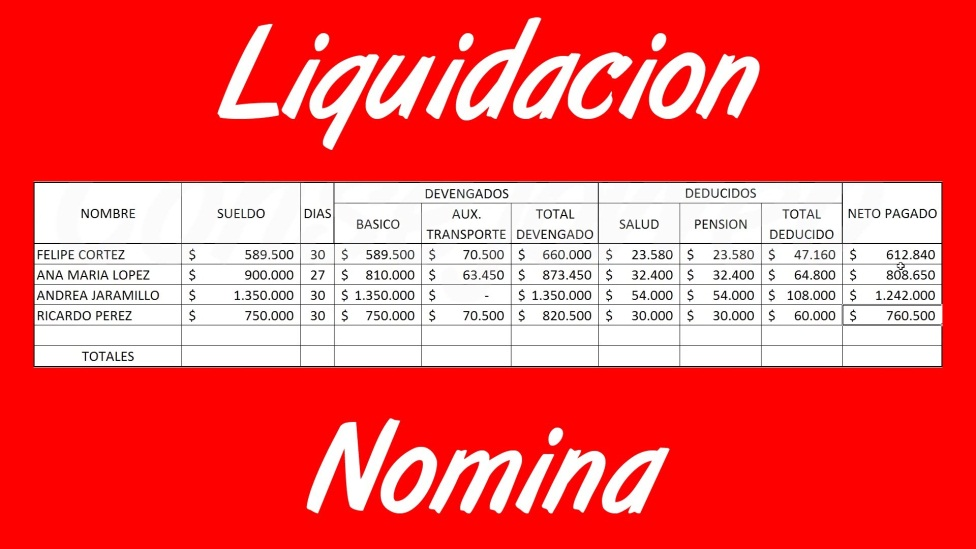 Liquidacion
DEVENGADOS DEDUCIDOS
NOMBRE SUELDO DIAS BASICO AUX. TRANSPORTE TOTAL DEVENGADO SALUD PENSION TOTAL DEDUCIDO NETO PAGADO
FELIPE CORTEZ $ 589.500 30 $ 589.500 $ 70.500 $ 660.000 $ 23.580 $ 23.580 $ 47.160 $ 612.840
ANA MARIA LOPEZ $ 900.000 27 $ 810.000 $ 63.450 $ 873.450 $ 32.400 $ 32.400 $ 64.800 $ 808.650
ANDREA JARAMILLO $ 1.350.000 30 $ 1.350.000 $ - $ 1.350.000 $ 54.000 $ 54.000 $ 108.000 $ 1.242.000
RICARDO PEREZ $ 750.000 30 $ 750.000 $ 70.500 $ 820.500 $ 30.000 $ 30.000 $ 60.000 $ 760.500
TOTALES
Nomina